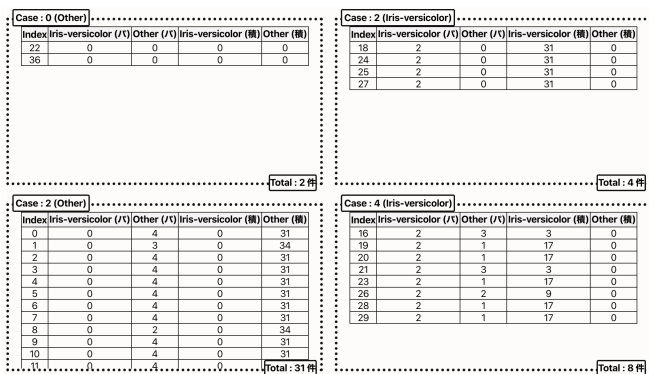 Case : 0 (Other)
Index Iris-versicolor (バ) Other (バ) Iris-versicolor (積) Other (積)
22 0 0 0 0
36 0 0 0 0
Total : 2 件
Case : 2 (Iris-versicolor)
Index Iris-versicolor (バ) Other (バ) Iris-versicolor (積) Other (積)
18 2 0 31 0
24 2 0 31 0
25 2 0 31 0
27 2 0 31 0
Total : 4 件
Case : 2 (Other)
Index Iris-versicolor (バ) Other (バ) Iris-versicolor (積) Other (積)
0 0 4 0 31
1 0 3 0 34
2 0 4 0 31
3 0 4 0 31
4 0 4 0 31
5 0 4 0 31
6 0 4 0 31
7 0 4 0 31
8 0 2 0 34
9 0 4 0 31
10 0 4 0 31
11 0 4 0
Total : 31 件
Case : 4 (Iris-versicolor)
Index Iris-versicolor (バ) Other (バ) Iris-versicolor (積) Other (積)
16 2 3 3 0
19 2 1 17 0
20 2 1 17 0
21 2 3 3 0
23 2 1 17 0
26 2 2 9 0
28 2 1 17 0
29 2 1 17 0
Total : 8 件